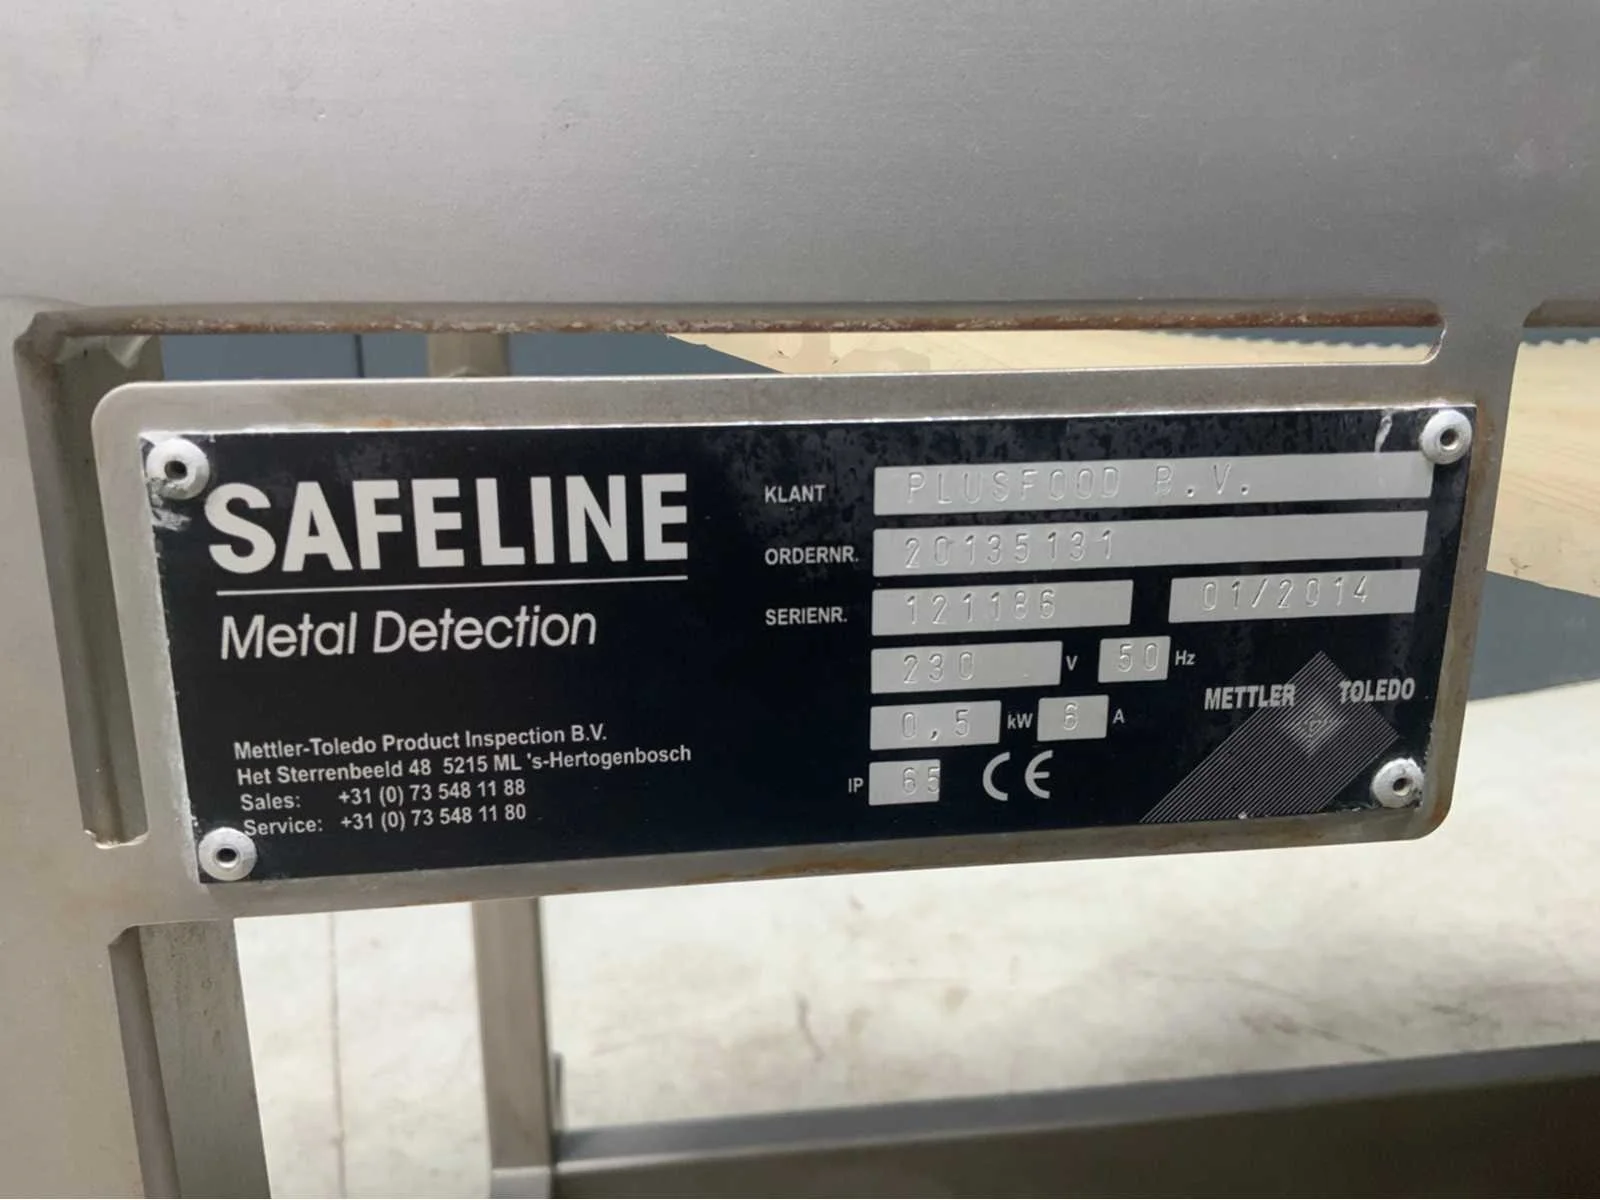 SAFELINE
Metal Detection
Mettler-Toledo Product Inspection B.V.
Het Sterrenbeeld 48 5215 ML 's-Hertogenbosch
Sales: +31 (0) 73 548 11 88
Service: +31 (0) 73 548 11 80
KLANT PLUSFOOD B.V.
ORDERNR. 20135131
SERIENR. 121186 01/2014
230 V 50 Hz
0,5 kW 6 A
IP 65 CE
METTLER TOLEDO